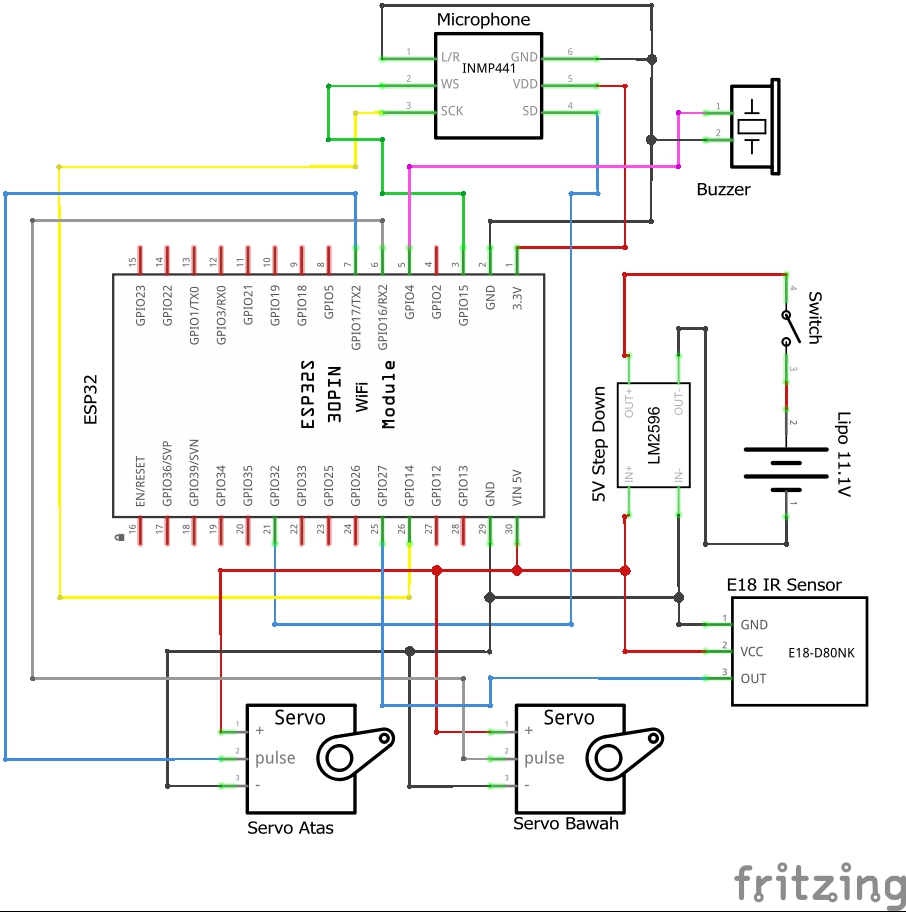 Microphone
1 L/R GND 6
INMP441
2 WS VDD 5
3 SCK SD 4
1
2
Buzzer
15 14 13 12 11 10 9 8 7 6 5 4 3 2 1
GPIO23
GPIO22
GPIO1/TX0
GPIO3/RX0
GPIO21
GPIO19
GPIO18
GPIO5
GPIO17/TX2
GPIO16/RX2
GPIO4
GPIO2
GPIO15
GND
3.3V
ESP32
ESP32S
30PIN
WiFi
Module
EN/RESET
GPIO36/SVP
GPIO39/SVN
GPIO34
GPIO35
GPIO32
GPIO33
GPIO25
GPIO26
GPIO27
GPIO14
GPIO12
GPIO13
GND
VIN 5V
16 17 18 19 20 21 22 23 24 25 26 27 28 29 30
4
Switch
3
5V Step Down
OUT+
OUT-
LM2596
IN+
IN-
2
Lipo 11.1V
1
E18 IR Sensor
1 GND
2 VCC
E18-D80NK
3 OUT
Servo
1 +
2 pulse
3 -
Servo Atas
Servo
1 +
2 pulse
3 -
Servo Bawah
fritzing